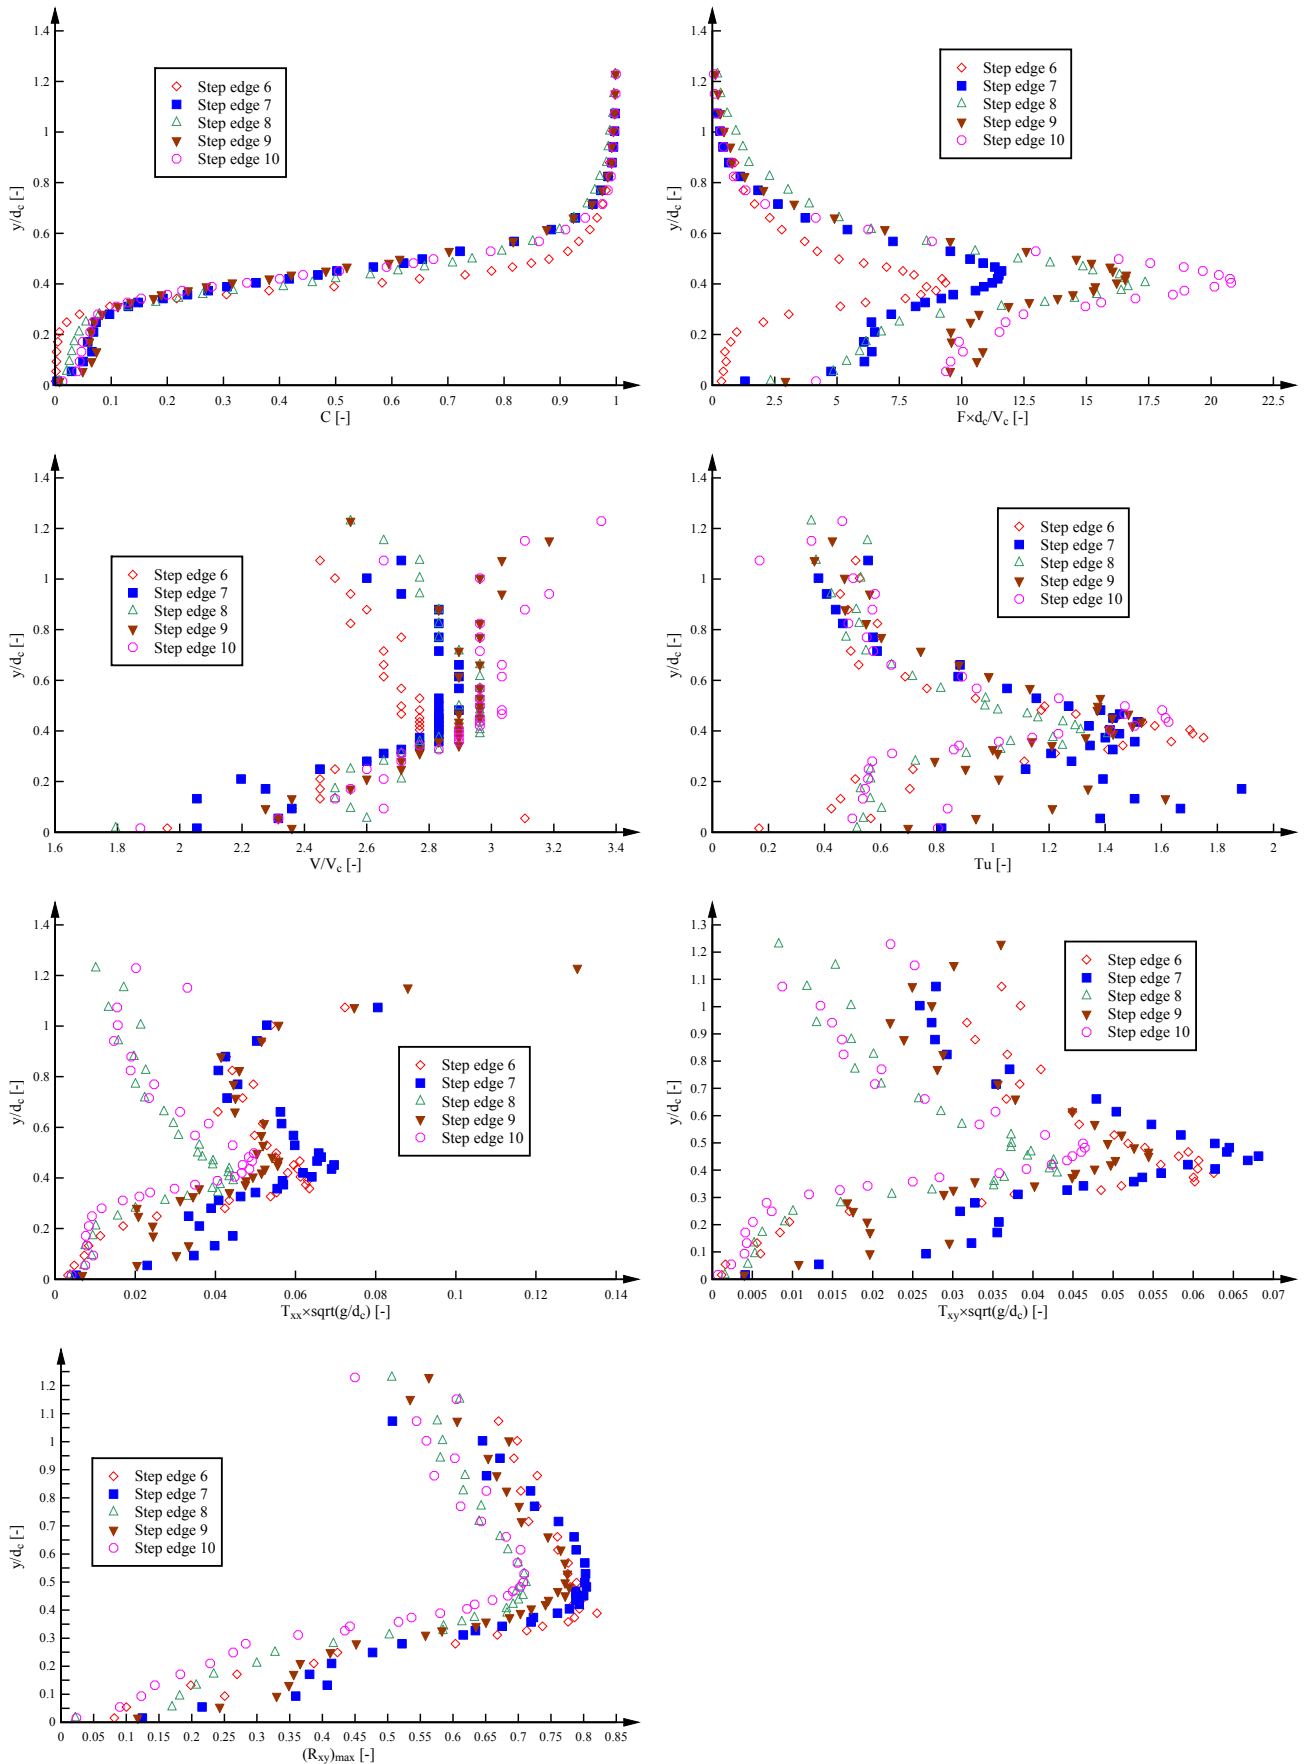 1.4
1.2
1
0.8
0.6
0.4
0.2
0
y/dc [-]
Step edge 6
Step edge 7
Step edge 8
Step edge 9
Step edge 10
0 0.1 0.2 0.3 0.4 0.5 0.6 0.7 0.8 0.9 1
C [-]
1.4
1.2
1
0.8
0.6
0.4
0.2
0
y/dc [-]
Step edge 6
Step edge 7
Step edge 8
Step edge 9
Step edge 10
0 2.5 5 7.5 10 12.5 15 17.5 20 22.5
F×dc/Vc [-]
1.4
1.2
1
0.8
0.6
0.4
0.2
0
y/dc [-]
Step edge 6
Step edge 7
Step edge 8
Step edge 9
Step edge 10
1.6 1.8 2 2.2 2.4 2.6 2.8 3 3.2 3.4
V/Vc [-]
1.4
1.2
1
0.8
0.6
0.4
0.2
0
y/dc [-]
Step edge 6
Step edge 7
Step edge 8
Step edge 9
Step edge 10
0 0.2 0.4 0.6 0.8 1 1.2 1.4 1.6 1.8 2
Tu [-]
1.4
1.2
1
0.8
0.6
0.4
0.2
0
y/dc [-]
Step edge 6
Step edge 7
Step edge 8
Step edge 9
Step edge 10
0 0.02 0.04 0.06 0.08 0.1 0.12 0.14
Txx×sqrt(g/dc) [-]
1.3
1.2
1.1
1
0.9
0.8
0.7
0.6
0.5
0.4
0.3
0.2
0.1
0
y/dc [-]
Step edge 6
Step edge 7
Step edge 8
Step edge 9
Step edge 10
0 0.005 0.01 0.015 0.02 0.025 0.03 0.035 0.04 0.045 0.05 0.055 0.06 0.065 0.07
Txy×sqrt(g/dc) [-]
1.2
1.1
1
0.9
0.8
0.7
0.6
0.5
0.4
0.3
0.2
0.1
0
y/dc [-]
Step edge 6
Step edge 7
Step edge 8
Step edge 9
Step edge 10
0 0.05 0.1 0.15 0.2 0.25 0.3 0.35 0.4 0.45 0.5 0.55 0.6 0.65 0.7 0.75 0.8 0.85
(Rxy)max [-]